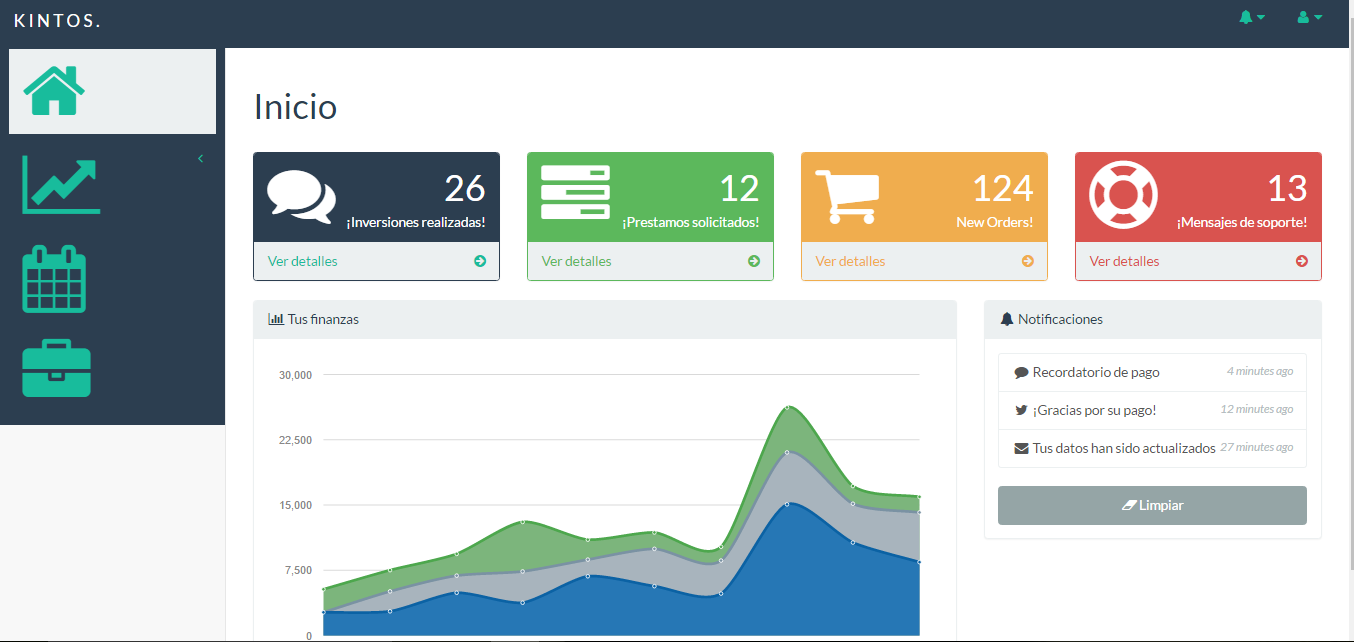 KINTOS.
Inicio
26
¡Inversiones realizadas!
Ver detalles
12
¡Prestamos solicitados!
Ver detalles
124
New Orders!
Ver detalles
13
¡Mensajes de soporte!
Ver detalles
Tus finanzas
30,000
22,500
15,000
7,500
0
Notificaciones
Recordatorio de pago 4 minutes ago
¡Gracias por su pago! 12 minutes ago
Tus datos han sido actualizados 27 minutes ago
Limpiar